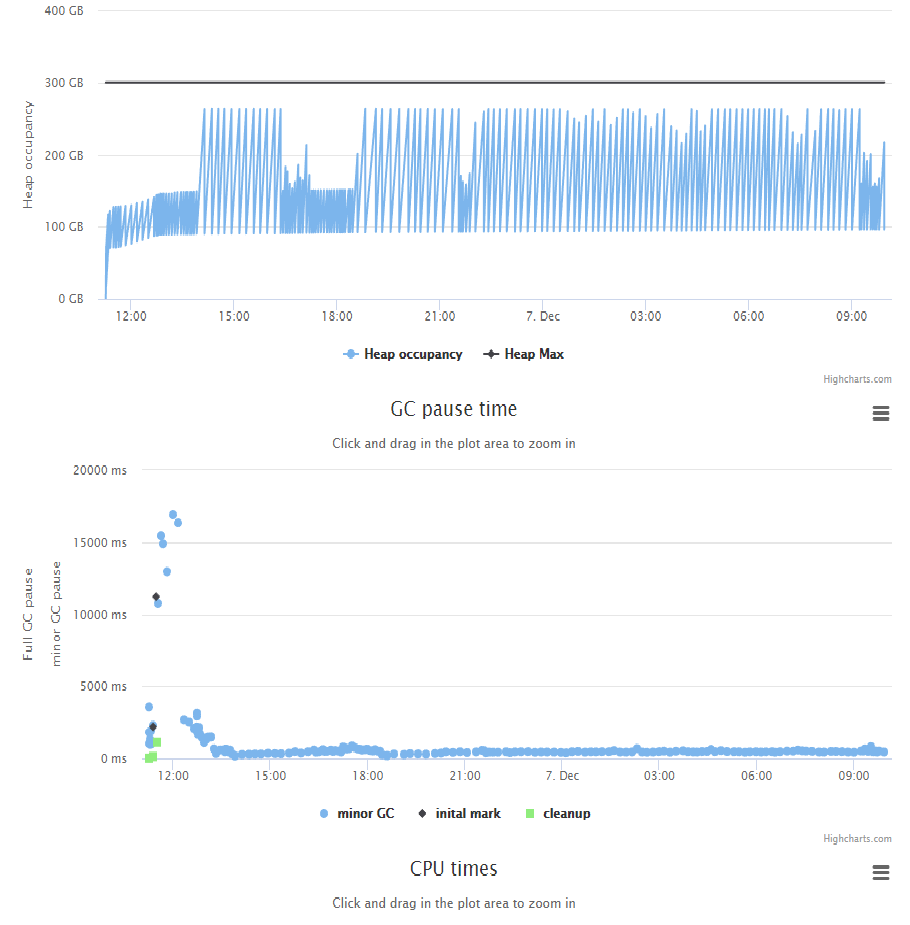 400 GB
300 GB
200 GB
100 GB
0 GB
Heap occupancy
12:00 15:00 18:00 21:00 7. Dec 03:00 06:00 09:00
Heap occupancy Heap Max
Highcharts.com
GC pause time
Click and drag in the plot area to zoom in
20000 ms
15000 ms
10000 ms
5000 ms
0 ms
Full GC pause
minor GC pause
12:00 15:00 18:00 21:00 7. Dec 03:00 06:00 09:00
minor GC inital mark cleanup
Highcharts.com
CPU times
Click and drag in the plot area to zoom in